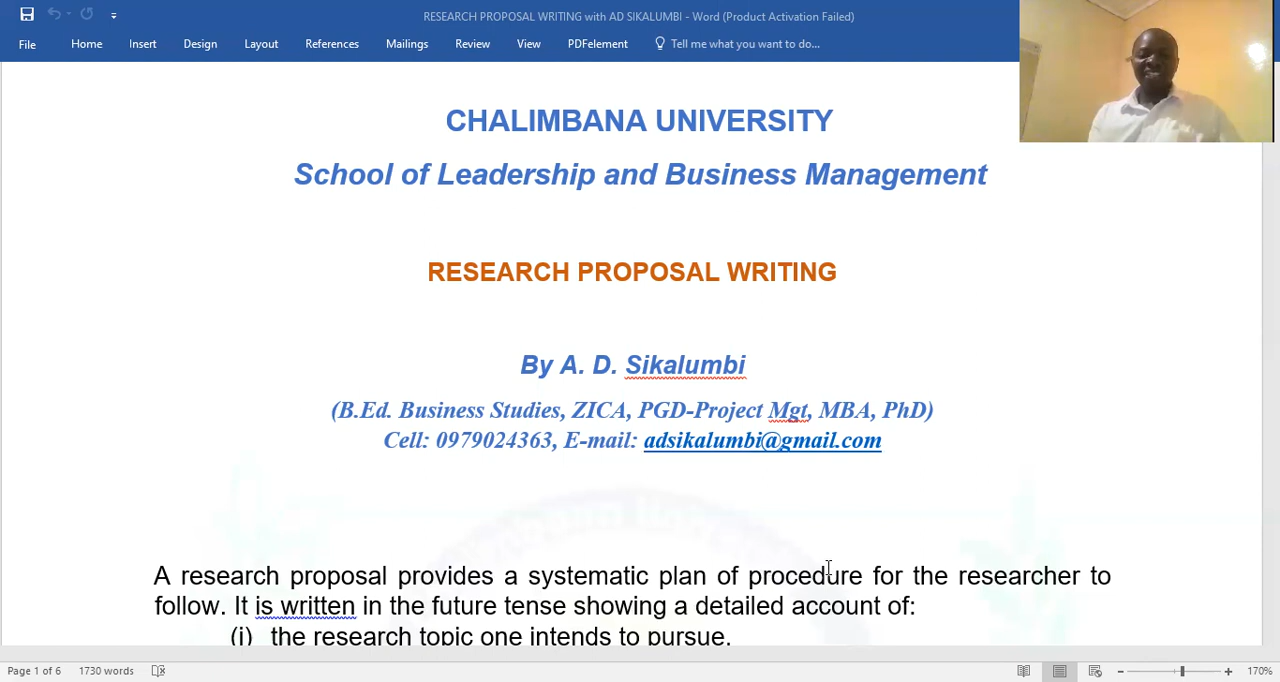 RESEARCH PROPOSAL WRITING with AD SIKALUMBI - Word (Product Activation Failed)
File Home Insert Design Layout References Mailings Review View PDFelement Tell me what you want to do...
CHALIMBANA UNIVERSITY
School of Leadership and Business Management
RESEARCH PROPOSAL WRITING
By A. D. Sikalumbi
(B.Ed. Business Studies, ZICA, PGD-Project Mgt, MBA, PhD)
Cell: 0979024363, E-mail: adsikalumbi@gmail.com
A research proposal provides a systematic plan of procedure for the researcher to
follow. It is written in the future tense showing a detailed account of:
(i) the research topic one intends to pursue.
Page 1 of 6 1730 words 170%